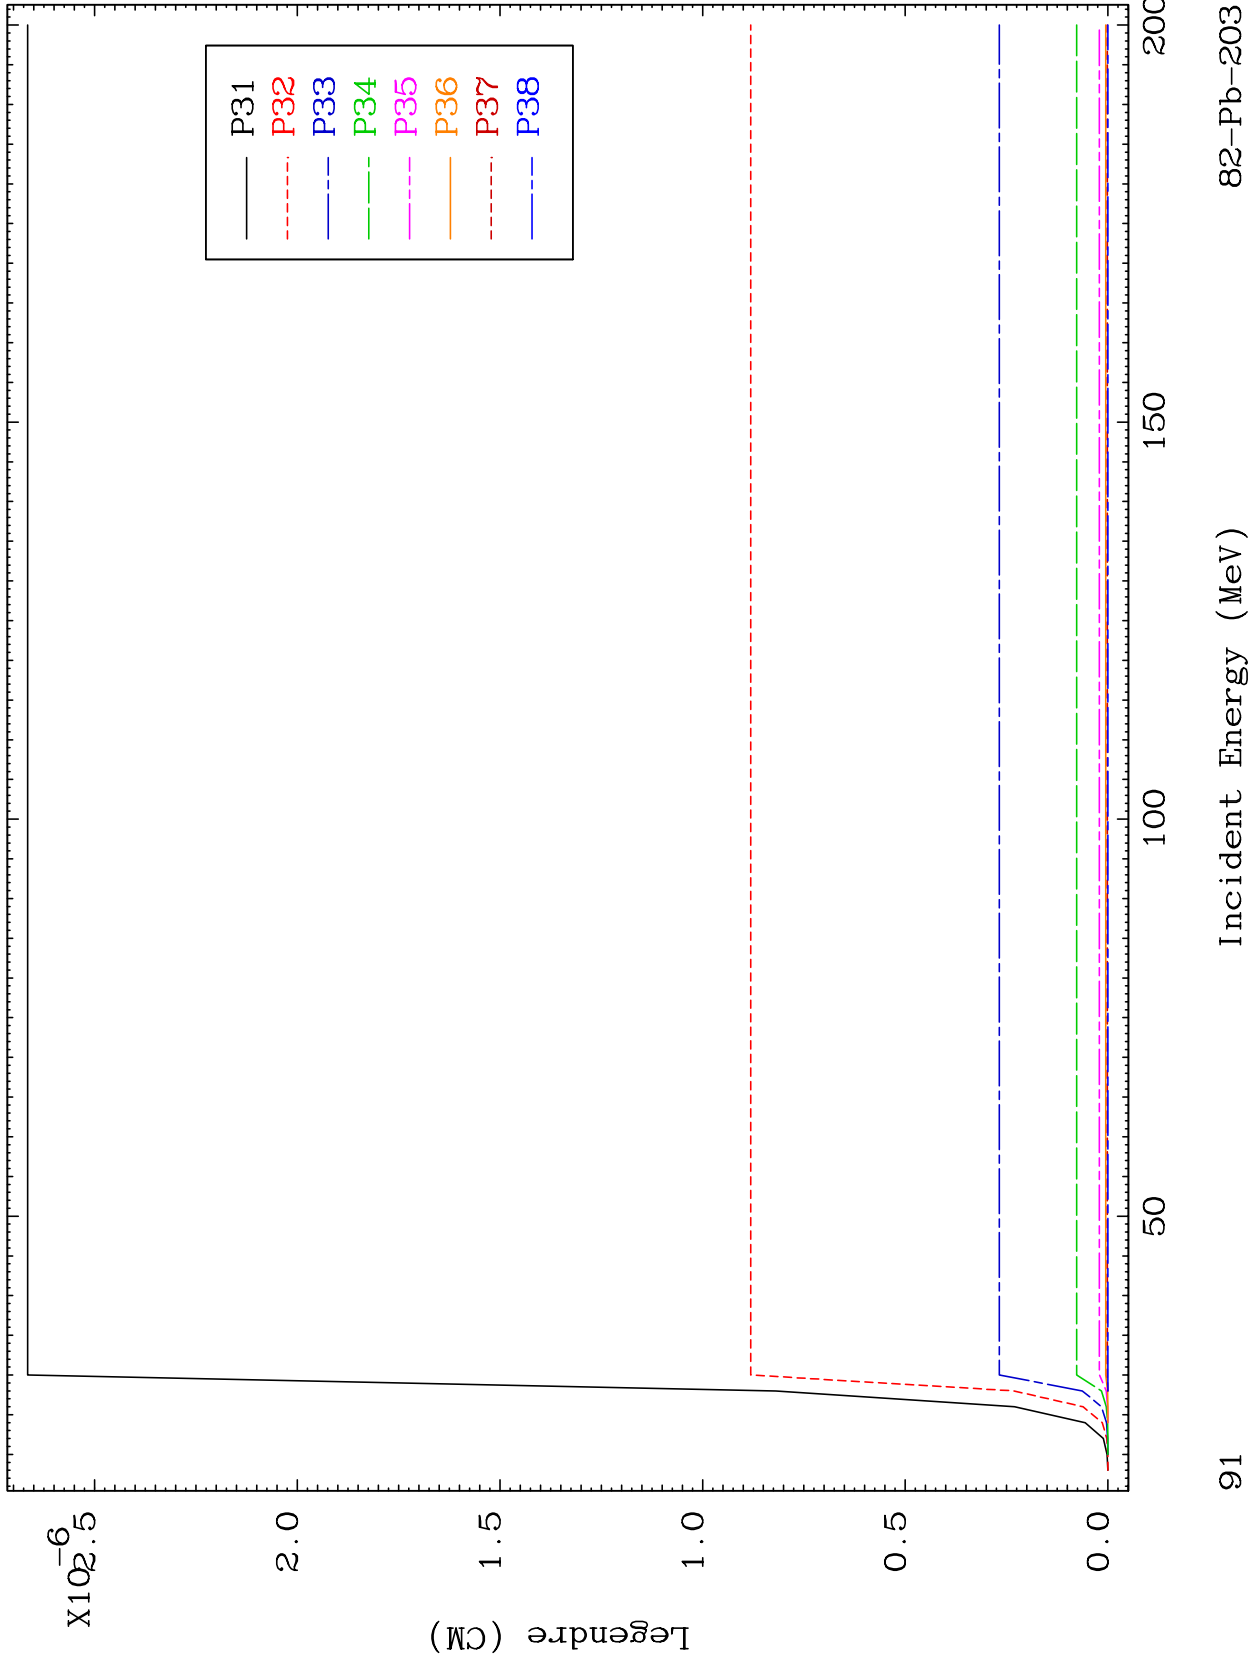 X10-6
2.5
2.0
1.5
1.0
0.5
0.0
Legendre (CM)
P31
P32
P33
P34
P35
P36
P37
P38
50
100
150
200
91
Incident Energy (MeV)
82-Pb-203